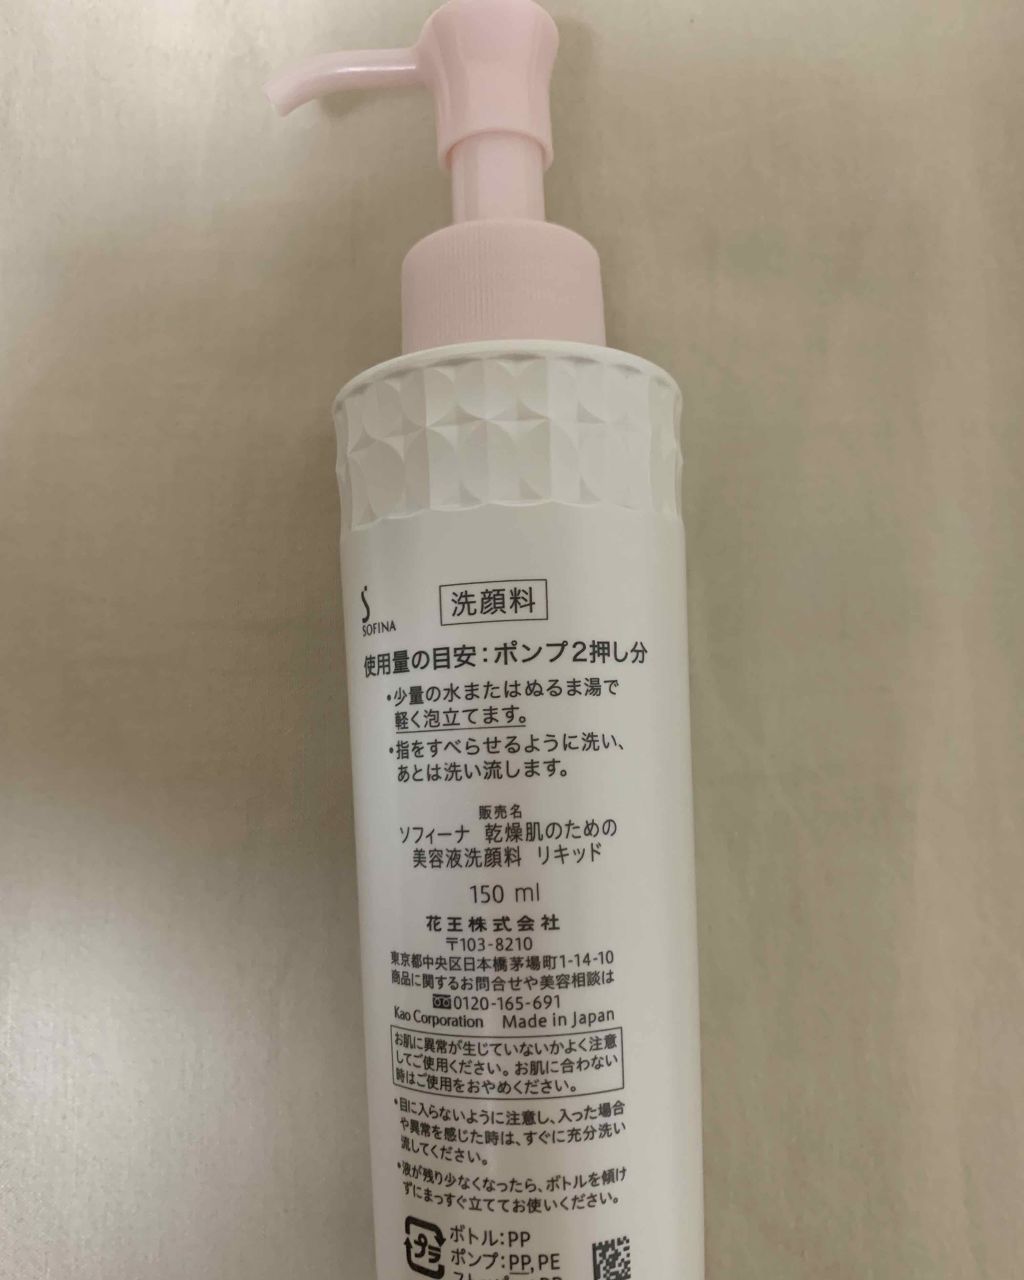 SOFINA
洗顔料
使用量の目安:ポンプ2押し分
•少量の水またはぬるま湯で
軽く泡立てます。
•指をすべらせるように洗い、
あとは洗い流します。
販売名
ソフィーナ 乾燥肌のための
美容液洗顔料 リキッド
150 ml
花王株式会社
〒103-8210
東京都中央区日本橋茅場町1-14-10
商品に関するお問合せや美容相談は
0120-165-691
Kao Corporation Made in Japan
お肌に異常が生じていないかよく注意
してご使用ください。お肌に合わない
時はご使用をおやめください。
•目に入らないように注意し、入った場合
や異常を感じた時は、すぐに充分洗い
流してください。
•液が残り少なくなったら、ボトルを傾け
ずにまっすぐ立ててお使いください。
プラ
ボトル:PP
ポンプ:PP, PE